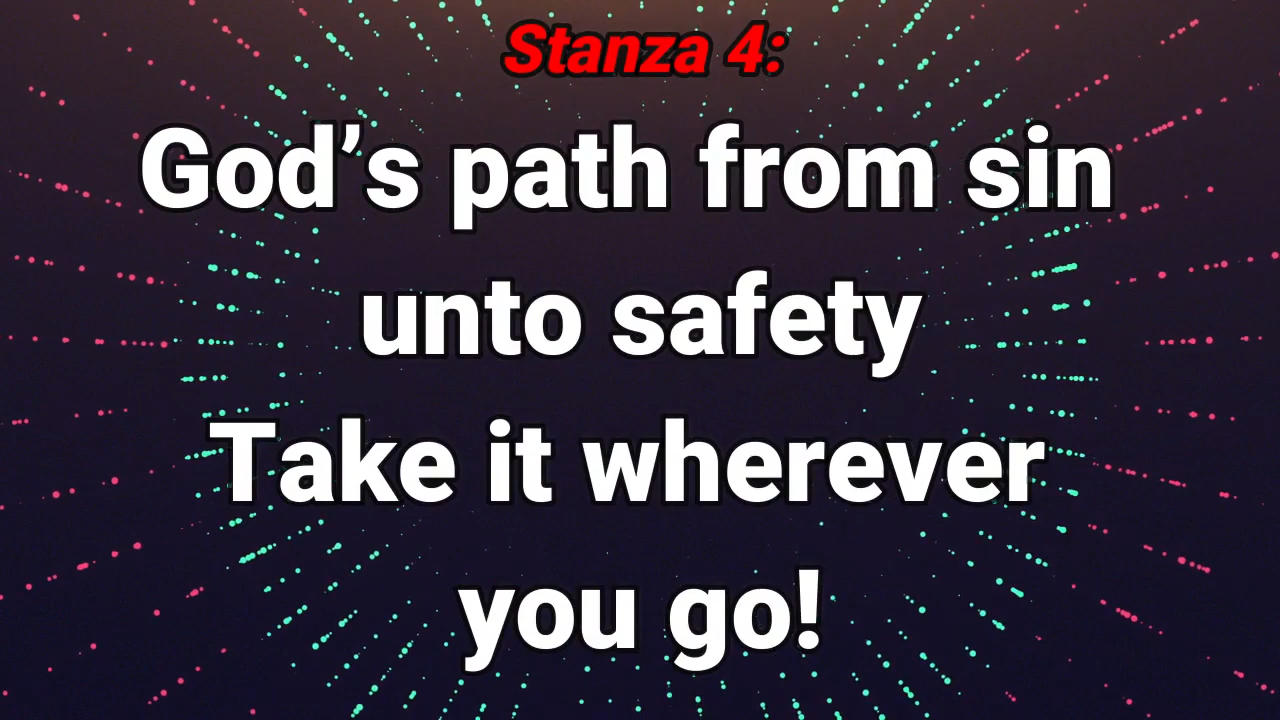 Stanza 4:
God’s path from sin
unto safety
Take it wherever
you go!